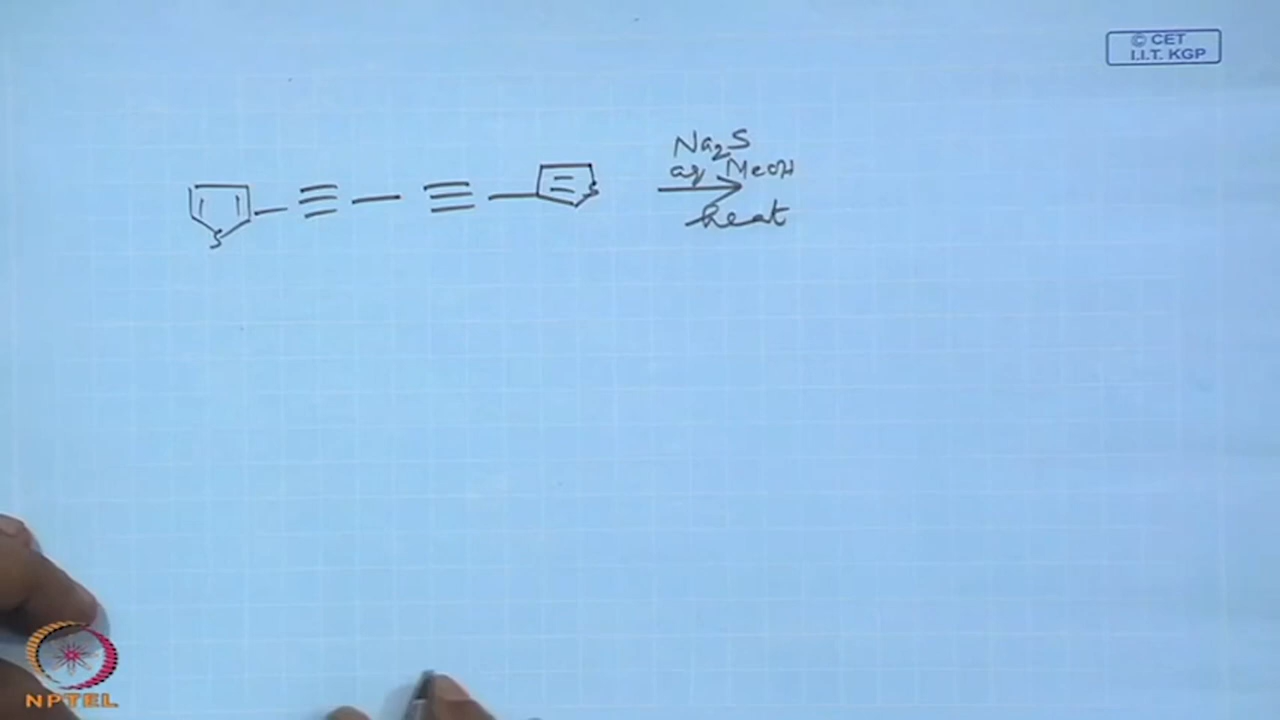 © CET
I.I.T. KGP
Na₂S
aq MeOH
heat
S
S
NPTEL